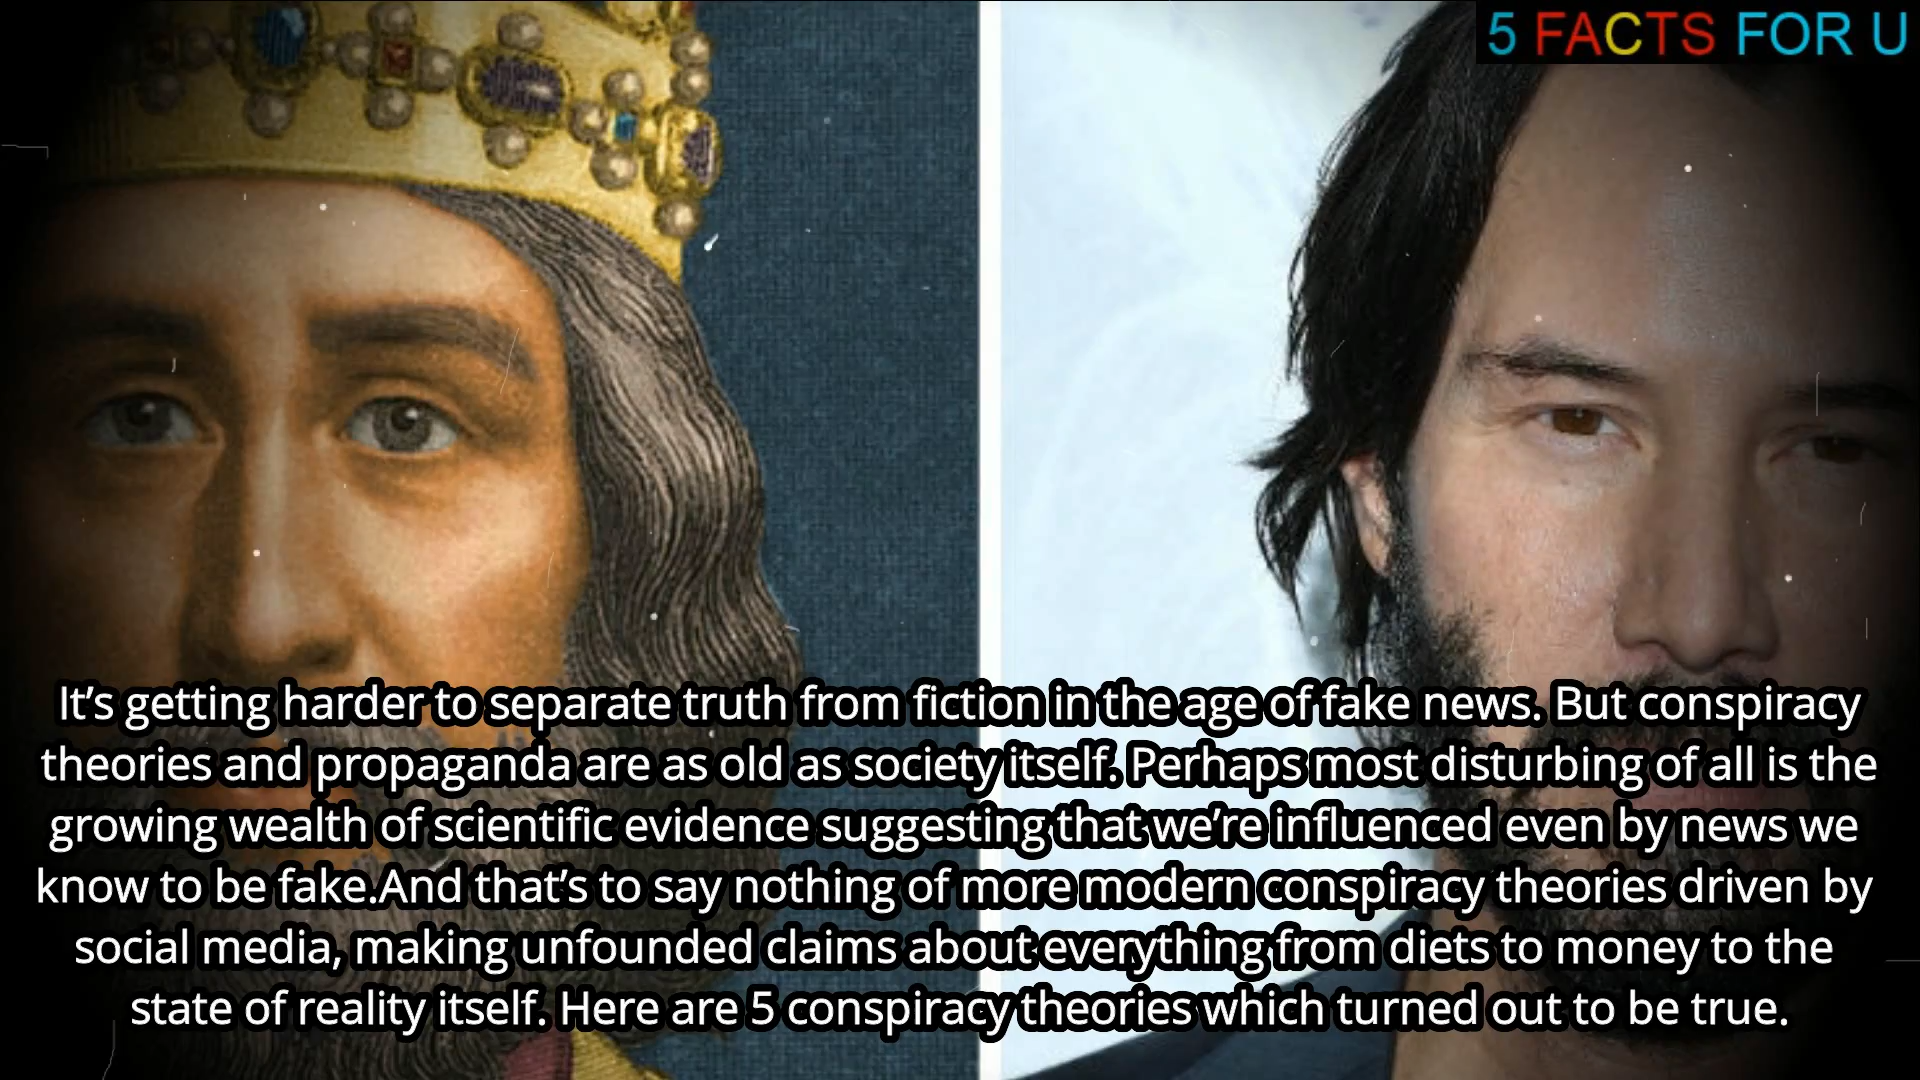 5 FACTS FOR U
It’s getting harder to separate truth from fiction in the age of fake news. But conspiracy
theories and propaganda are as old as society itself. Perhaps most disturbing of all is the
growing wealth of scientific evidence suggesting that we’re influenced even by news we
know to be fake.And that’s to say nothing of more modern conspiracy theories driven by
social media, making unfounded claims about everything from diets to money to the
state of reality itself. Here are 5 conspiracy theories which turned out to be true.